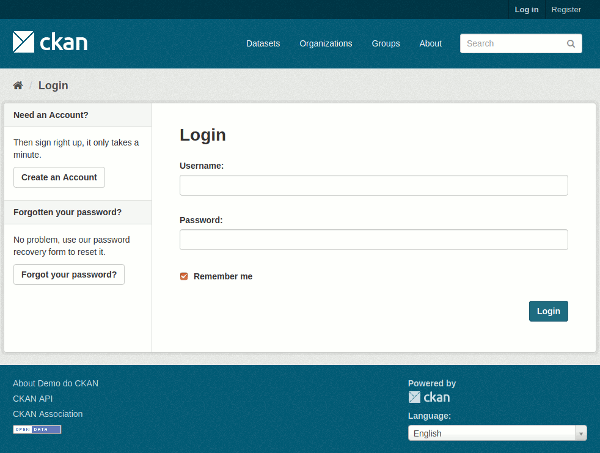 Log in Register
ckan
Datasets Organizations Groups About Search
/ Login
Need an Account?
Then sign right up, it only takes a
minute.
Create an Account
Forgotten your password?
No problem, use our password
recovery form to reset it.
Forgot your password?
Login
Username:
Password:
Remember me
Login
About Demo do CKAN
CKAN API
CKAN Association
OPEN DATA
Powered by
ckan
Language:
English